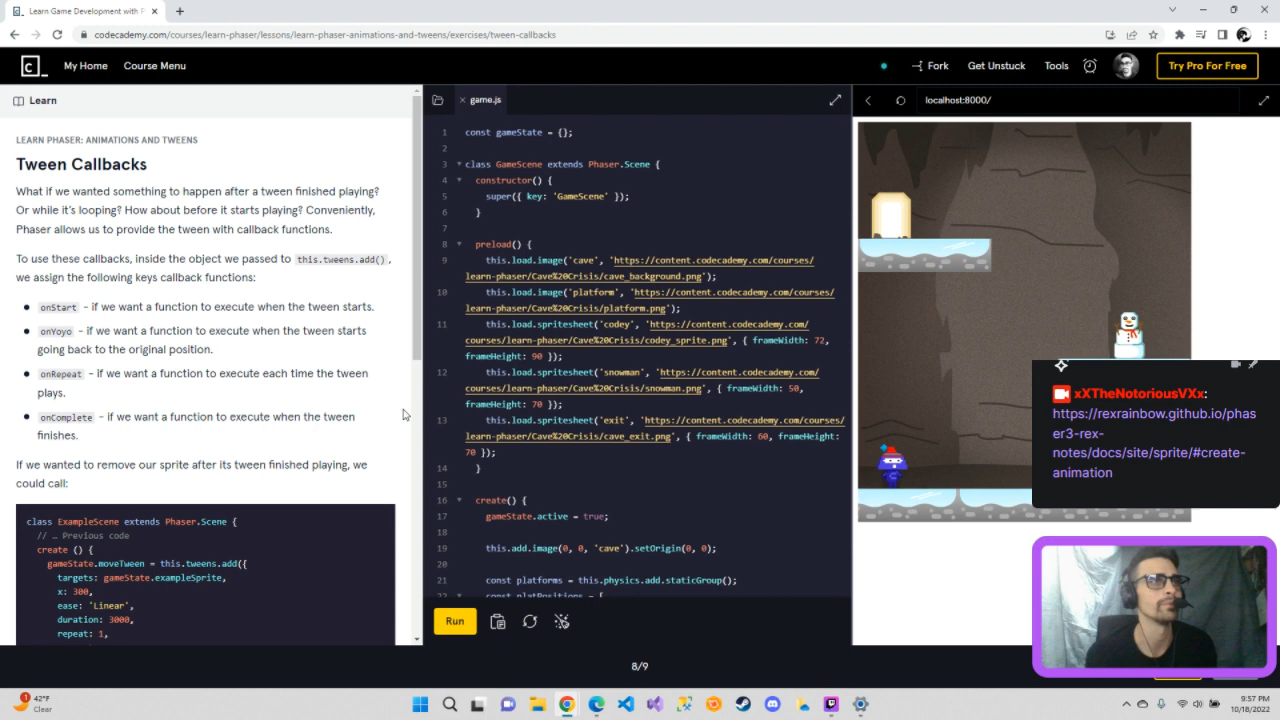 Learn Game Development with P
codecademy.com/courses/learn-phaser/lessons/learn-phaser-animations-and-tweens/exercises/tween-callbacks
My Home
Course Menu
Fork
Get Unstuck
Tools
Try Pro For Free
Learn
game.js
localhost:8000/
LEARN PHASER: ANIMATIONS AND TWEENS
Tween Callbacks
What if we wanted something to happen after a tween finished playing?
Or while it's looping? How about before it starts playing? Conveniently,
Phaser allows us to provide the tween with callback functions.
To use these callbacks, inside the object we passed to this.tweens.add(),
we assign the following keys callback functions:
onStart - if we want a function to execute when the tween starts.
onYoyo - if we want a function to execute when the tween starts
going back to the original position.
onRepeat - if we want a function to execute each time the tween
plays.
onComplete - if we want a function to execute when the tween
finishes.
If we wanted to remove our sprite after its tween finished playing, we
could call:
class ExampleScene extends Phaser.Scene {
// … Previous code
create () {
gameState.moveTween = this.tweens.add({
targets: gameState.exampleSprite,
x: 300,
ease: 'Linear',
duration: 3000,
repeat: 1,
1 const gameState = {};
2
3 class GameScene extends Phaser.Scene {
4 constructor() {
5 super({ key: 'GameScene' });
6 }
7
8 preload() {
9 this.load.image('cave', 'https://content.codecademy.com/courses/
learn-phaser/Cave%20Crisis/cave_background.png');
10 this.load.image('platform', 'https://content.codecademy.com/courses/
learn-phaser/Cave%20Crisis/platform.png');
11 this.load.spritesheet('codey', 'https://content.codecademy.com/
courses/learn-phaser/Cave%20Crisis/codey_sprite.png', { frameWidth: 72,
frameHeight: 90 });
12 this.load.spritesheet('snowman', 'https://content.codecademy.com/
courses/learn-phaser/Cave%20Crisis/snowman.png', { frameWidth: 50,
frameHeight: 70 });
13 this.load.spritesheet('exit', 'https://content.codecademy.com/
courses/learn-phaser/Cave%20Crisis/cave_exit.png', { frameWidth: 60, frameHeight:
70 });
14 }
15
16 create() {
17 gameState.active = true;
18
19 this.add.image(0, 0, 'cave').setOrigin(0, 0);
20
21 const platforms = this.physics.add.staticGroup();
22 const platPositions = [
Run
8/9
xXTheNotoriousVXx:
https://rexrainbow.github.io/phas
er3-rex-
notes/docs/site/sprite/#create-
animation
1
42°F
Clear
9:57 PM
10/18/2022